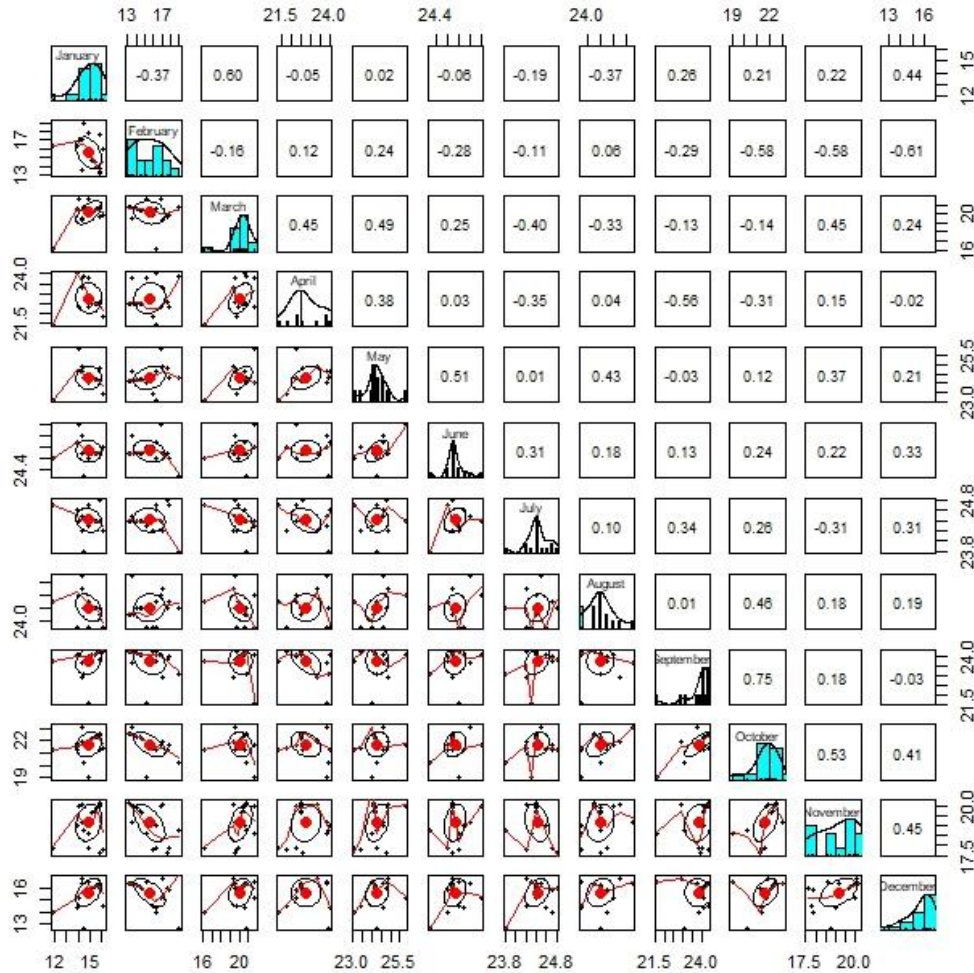 13 17 21.5 24.0 24.4 24.0 19 22 13 16
January -0.37 0.60 -0.05 0.02 -0.06 -0.19 -0.37 0.26 0.21 0.22 0.44 12 15
13 17 February -0.16 0.12 0.24 -0.28 -0.11 0.06 -0.29 -0.58 -0.58 -0.61
March 0.45 0.49 0.25 -0.40 -0.33 -0.13 -0.14 0.45 0.24 16 20
21.5 24.0 April 0.38 0.03 -0.35 0.04 -0.56 -0.31 0.15 -0.02
May 0.51 0.01 0.43 -0.03 0.12 0.37 0.21 23.0 25.5
24.4 June 0.31 0.18 0.13 0.24 0.22 0.33
July 0.10 0.34 0.26 -0.31 0.31 23.8 24.8
24.0 August 0.01 0.46 0.18 0.19
September 0.75 0.18 -0.03 21.5 24.0
19 22 October 0.53 0.41
November 0.45 17.5 20.0
13 16 December
12 15 16 20 23.0 25.5 23.8 24.8 21.5 24.0 17.5 20.0